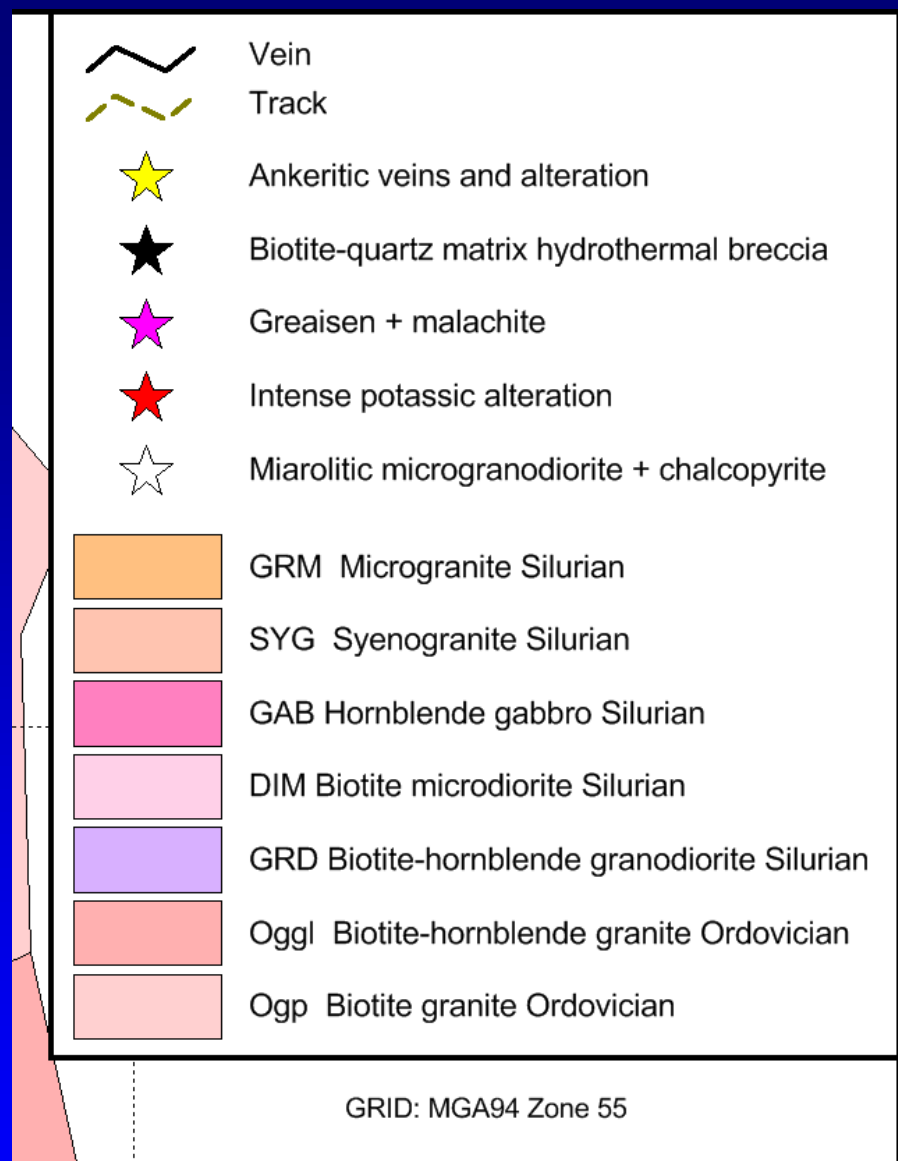 Vein
Track
Ankeritic veins and alteration
Biotite-quartz matrix hydrothermal breccia
Greaisen + malachite
Intense potassic alteration
Miarolitic microgranodiorite + chalcopyrite
GRM Microgranite Silurian
SYG Syenogranite Silurian
GAB Hornblende gabbro Silurian
DIM Biotite microdiorite Silurian
GRD Biotite-hornblende granodiorite Silurian
Oggl Biotite-hornblende granite Ordovician
Ogp Biotite granite Ordovician
GRID: MGA94 Zone 55